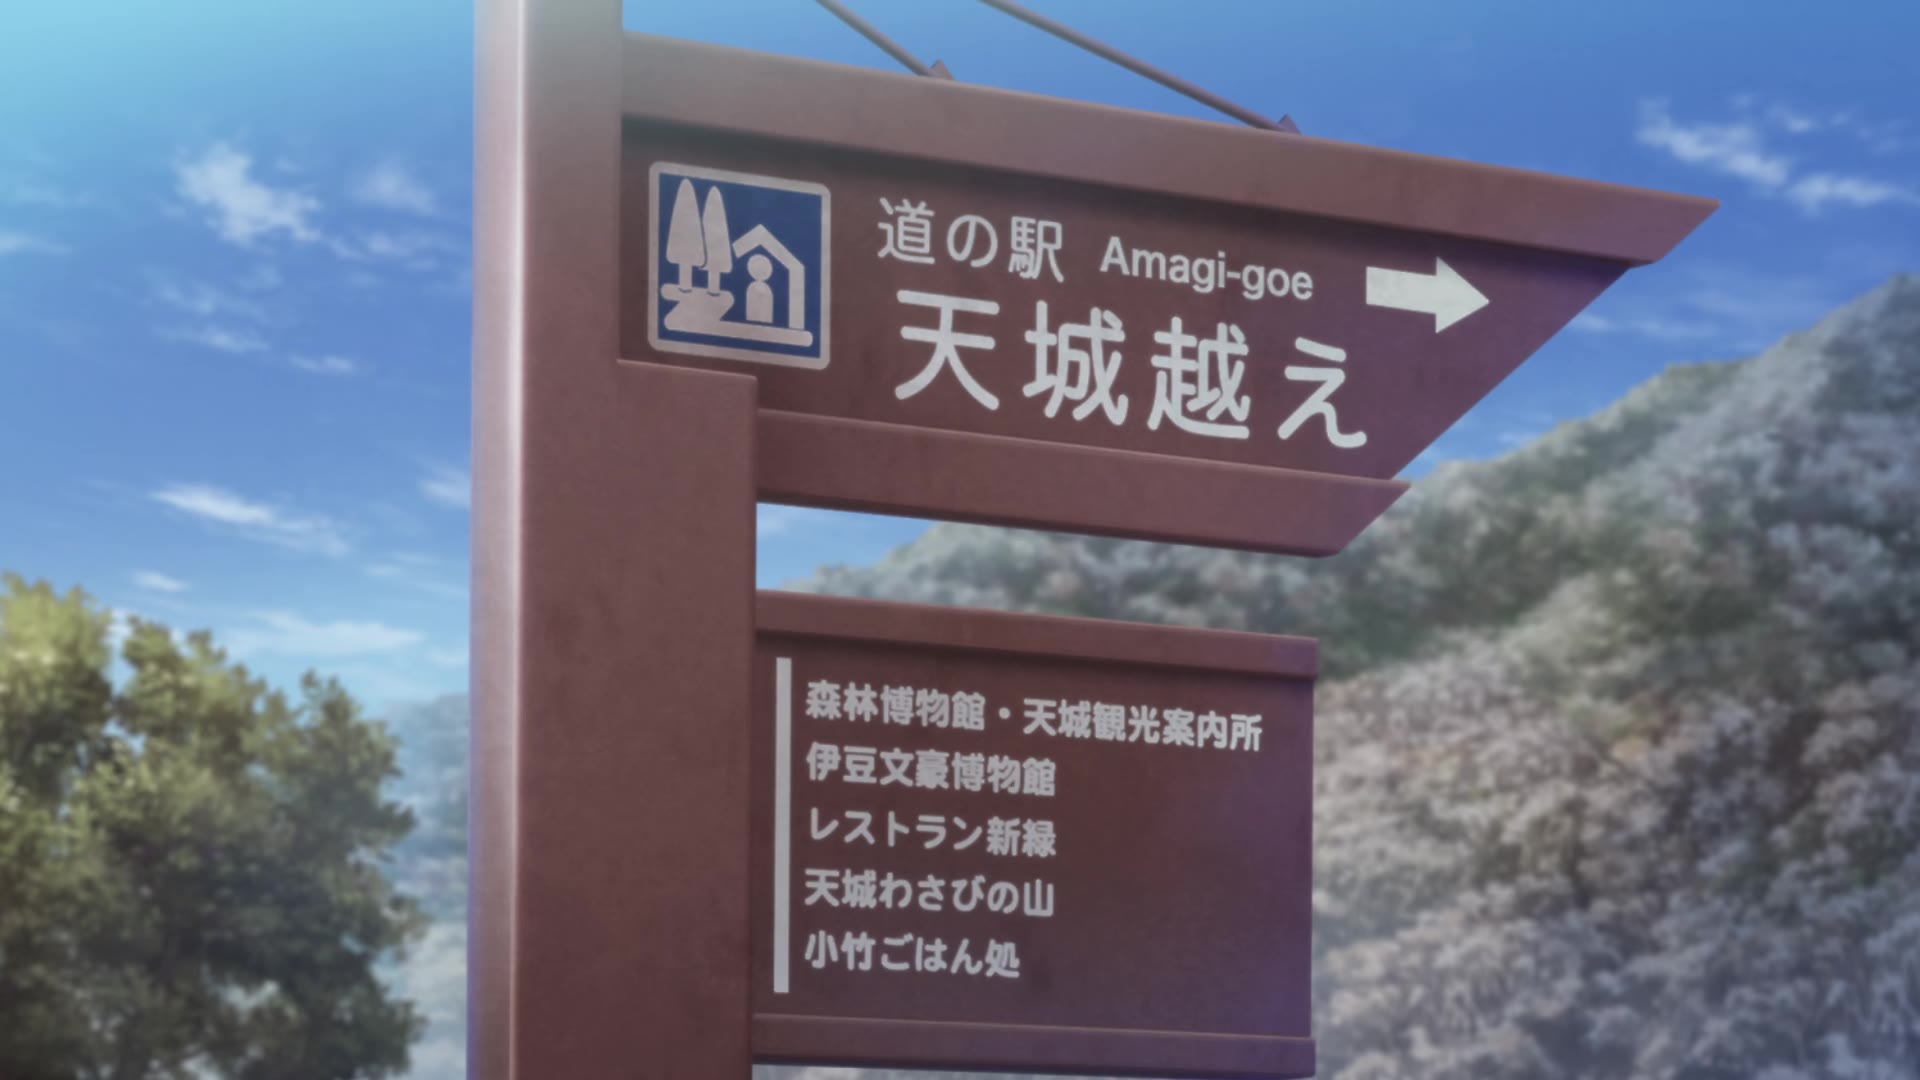 道の駅 Amagi-goe
天城越え
森林博物館・天城観光案内所
伊豆文豪博物館
レストラン新緑
天城わさびの山
小竹ごはん処